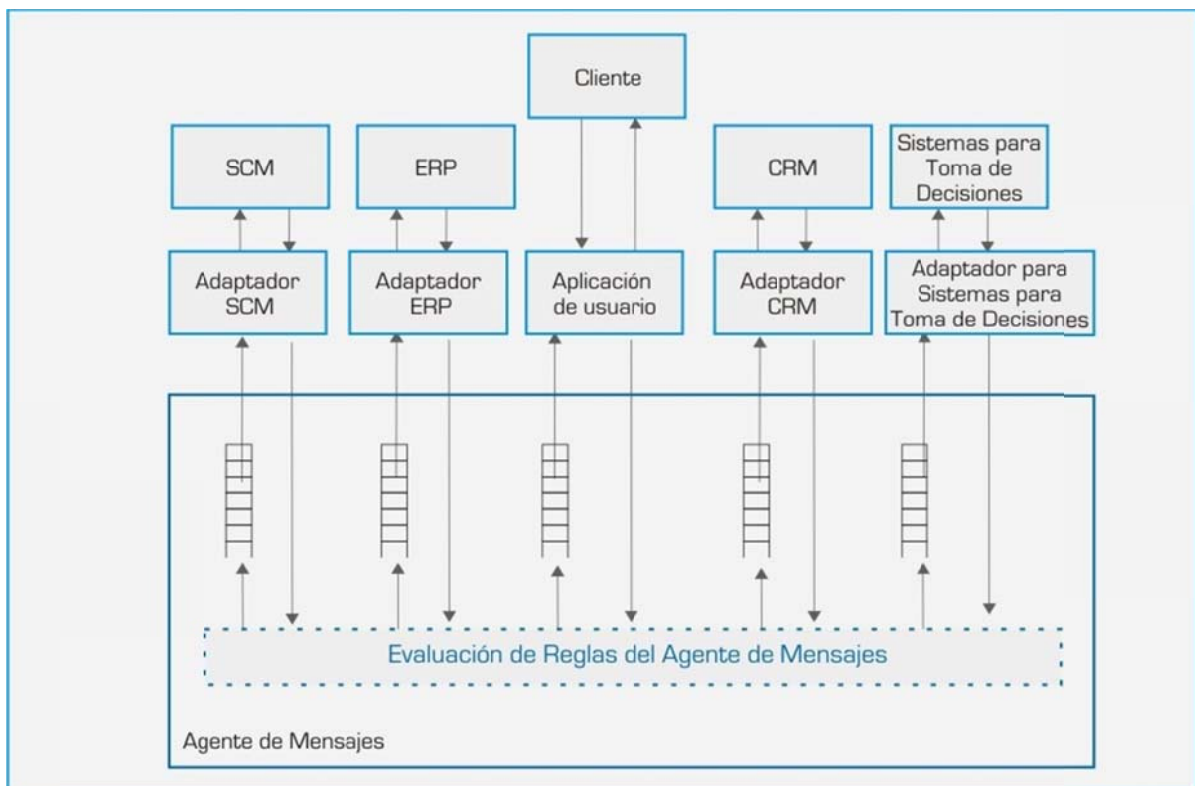 Cliente
SCM
ERP
CRM
Sistemas para
Toma de
Decisiones
Adaptador
SCM
Adaptador
ERP
Aplicación
de usuario
Adaptador
CRM
Adaptador para
Sistemas para
Toma de Decisiones
Evaluación de Reglas del Agente de Mensajes
Agente de Mensajes